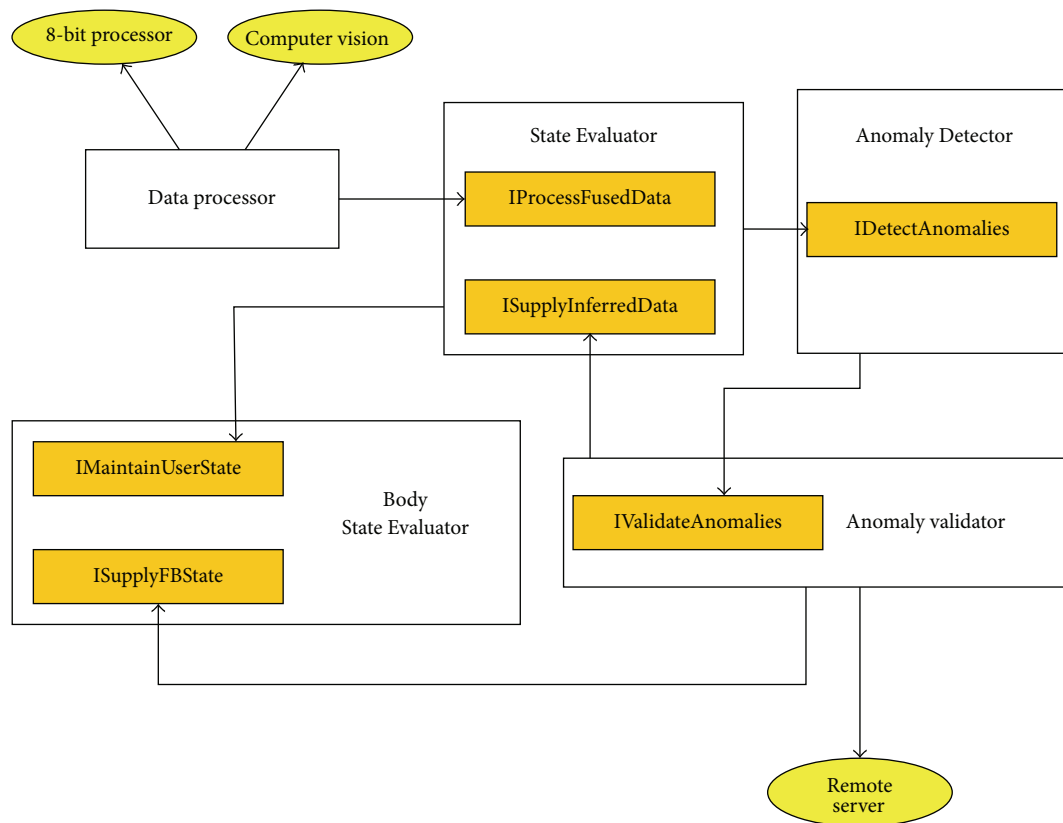 8-bit processor
Computer vision
State Evaluator
Anomaly Detector
Data processor
IProcessFusedData
IDetectAnomalies
ISupplyInferredData
IMaintainUserState
Body
State Evaluator
IValidateAnomalies
Anomaly validator
ISupplyFBState
Remote
server